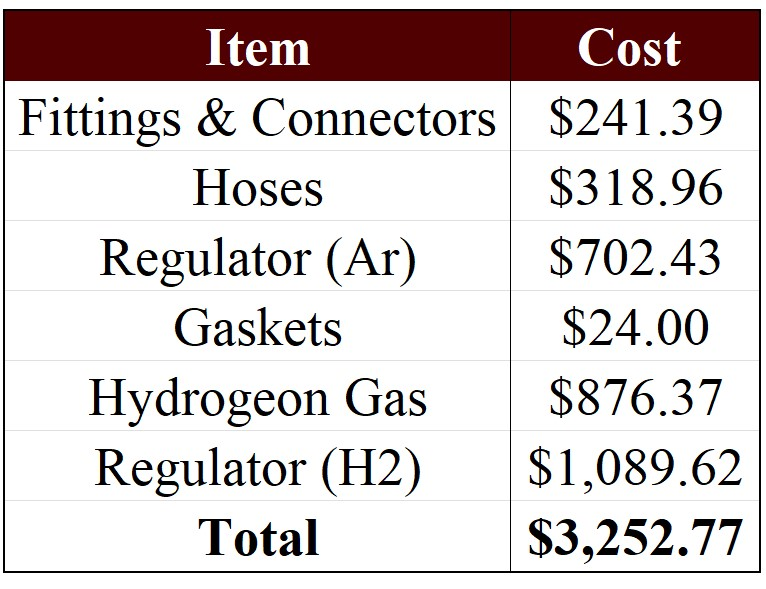 Item Cost
Fittings & Connectors $241.39
Hoses $318.96
Regulator (Ar) $702.43
Gaskets $24.00
Hydrogeon Gas $876.37
Regulator (H2) $1,089.62
Total $3,252.77